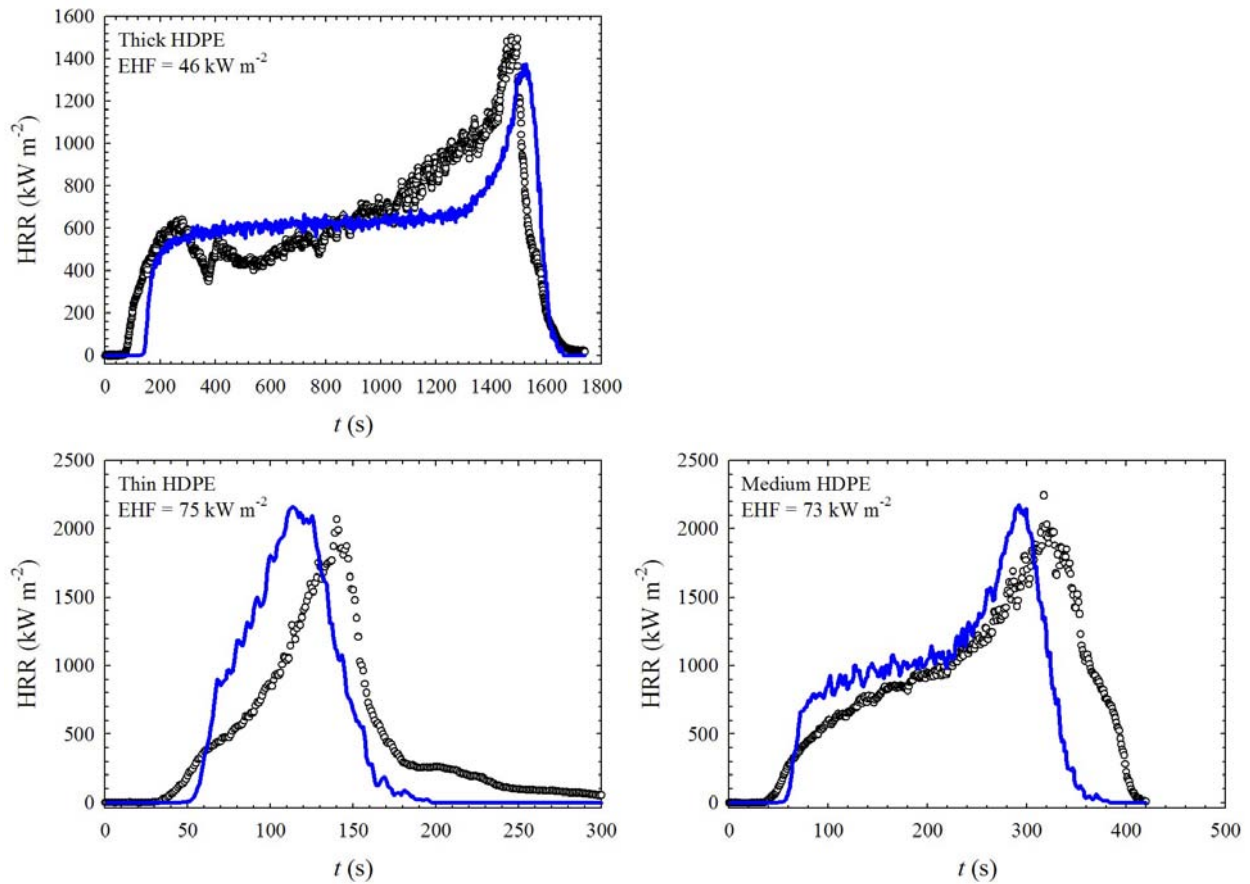 Thick HDPE
EHF = 46 kW m⁻²
HRR (kW m⁻²)
1600
1400
1200
1000
800
600
400
200
0
0 200 400 600 800 1000 1200 1400 1600 1800
t (s)
Thin HDPE
EHF = 75 kW m⁻²
HRR (kW m⁻²)
2500
2000
1500
1000
500
0
0 50 100 150 200 250 300
t (s)
Medium HDPE
EHF = 73 kW m⁻²
HRR (kW m⁻²)
2500
2000
1500
1000
500
0
0 100 200 300 400 500
t (s)